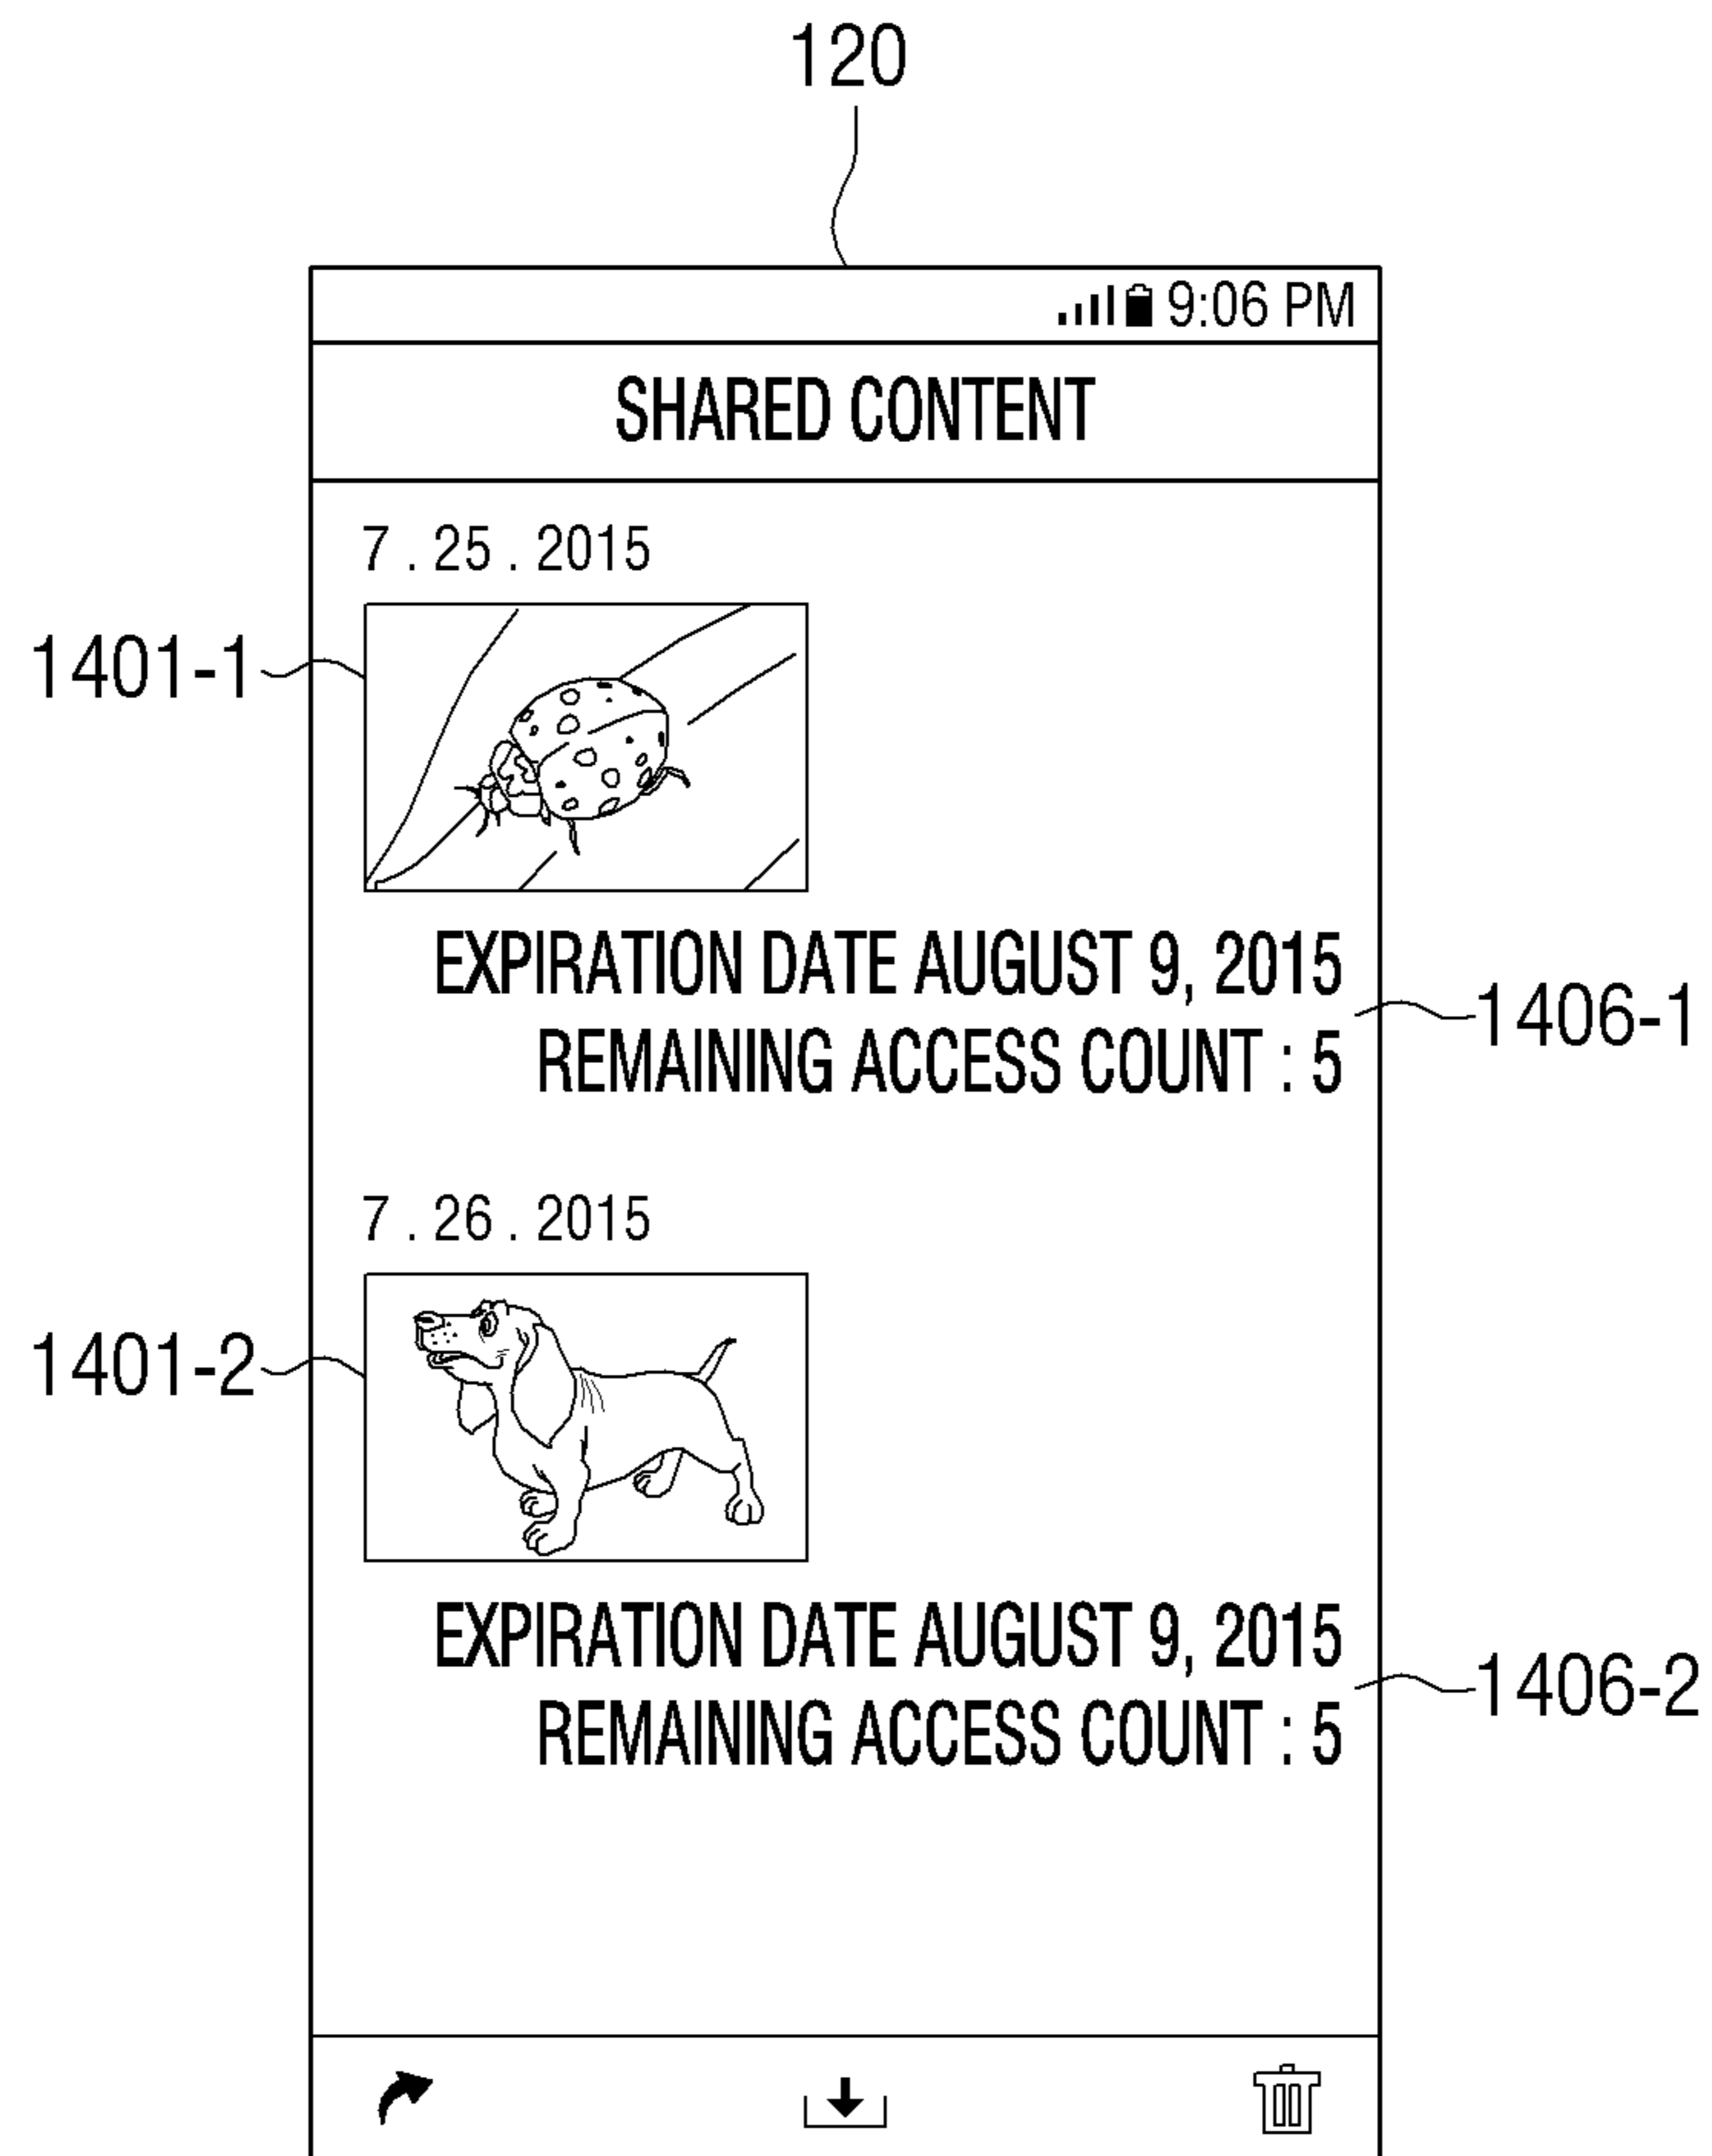 120
9:06 PM
SHARED CONTENT
7 . 25 . 2015
1401-1
EXPIRATION DATE AUGUST 9, 2015
1406-1
REMAINING ACCESS COUNT : 5
7 . 26 . 2015
1401-2
EXPIRATION DATE AUGUST 9, 2015
1406-2
REMAINING ACCESS COUNT : 5